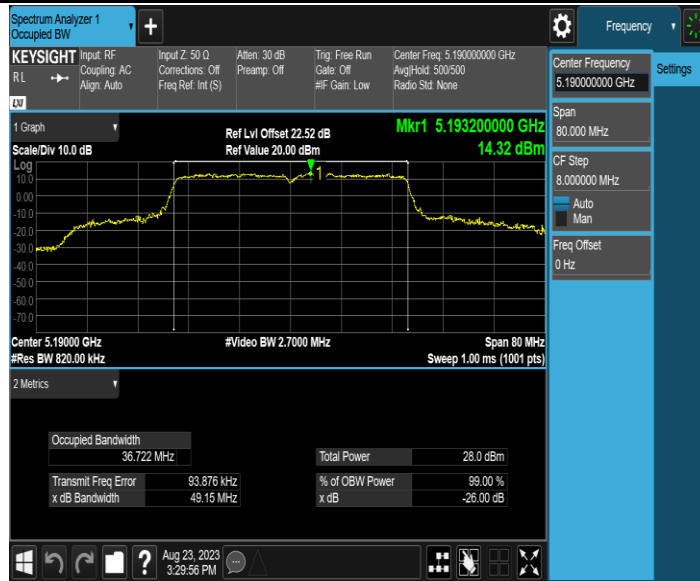 Spectrum Analyzer 1
Occupied BW
Frequency
KEYSIGHT
RL
LXI
Input: RF
Coupling: AC
Align: Auto
Input Z: 50 Ω
Corrections: Off
Freq Ref: Int (S)
Atten: 30 dB
Preamp: Off
Trig: Free Run
Gate: Off
#IF Gain: Low
Center Freq: 5.190000000 GHz
Avg|Hold: 500/500
Radio Std: None
1 Graph
Scale/Div 10.0 dB
Ref Lvl Offset 22.52 dB
Ref Value 20.00 dBm
Mkr1 5.193200000 GHz
14.32 dBm
Log
10.0
0.00
-10.0
-20.0
-30.0
-40.0
-50.0
-60.0
-70.0
1
Center 5.19000 GHz
#Res BW 820.00 kHz
#Video BW 2.7000 MHz
Span 80 MHz
Sweep 1.00 ms (1001 pts)
2 Metrics
Occupied Bandwidth
36.722 MHz
Total Power 28.0 dBm
Transmit Freq Error 93.876 kHz
% of OBW Power 99.00 %
x dB Bandwidth 49.15 MHz
x dB -26.00 dB
Center Frequency
5.190000000 GHz
Settings
Span
80.000 MHz
CF Step
8.000000 MHz
Auto
Man
Freq Offset
0 Hz
?
Aug 23, 2023
3:29:56 PM